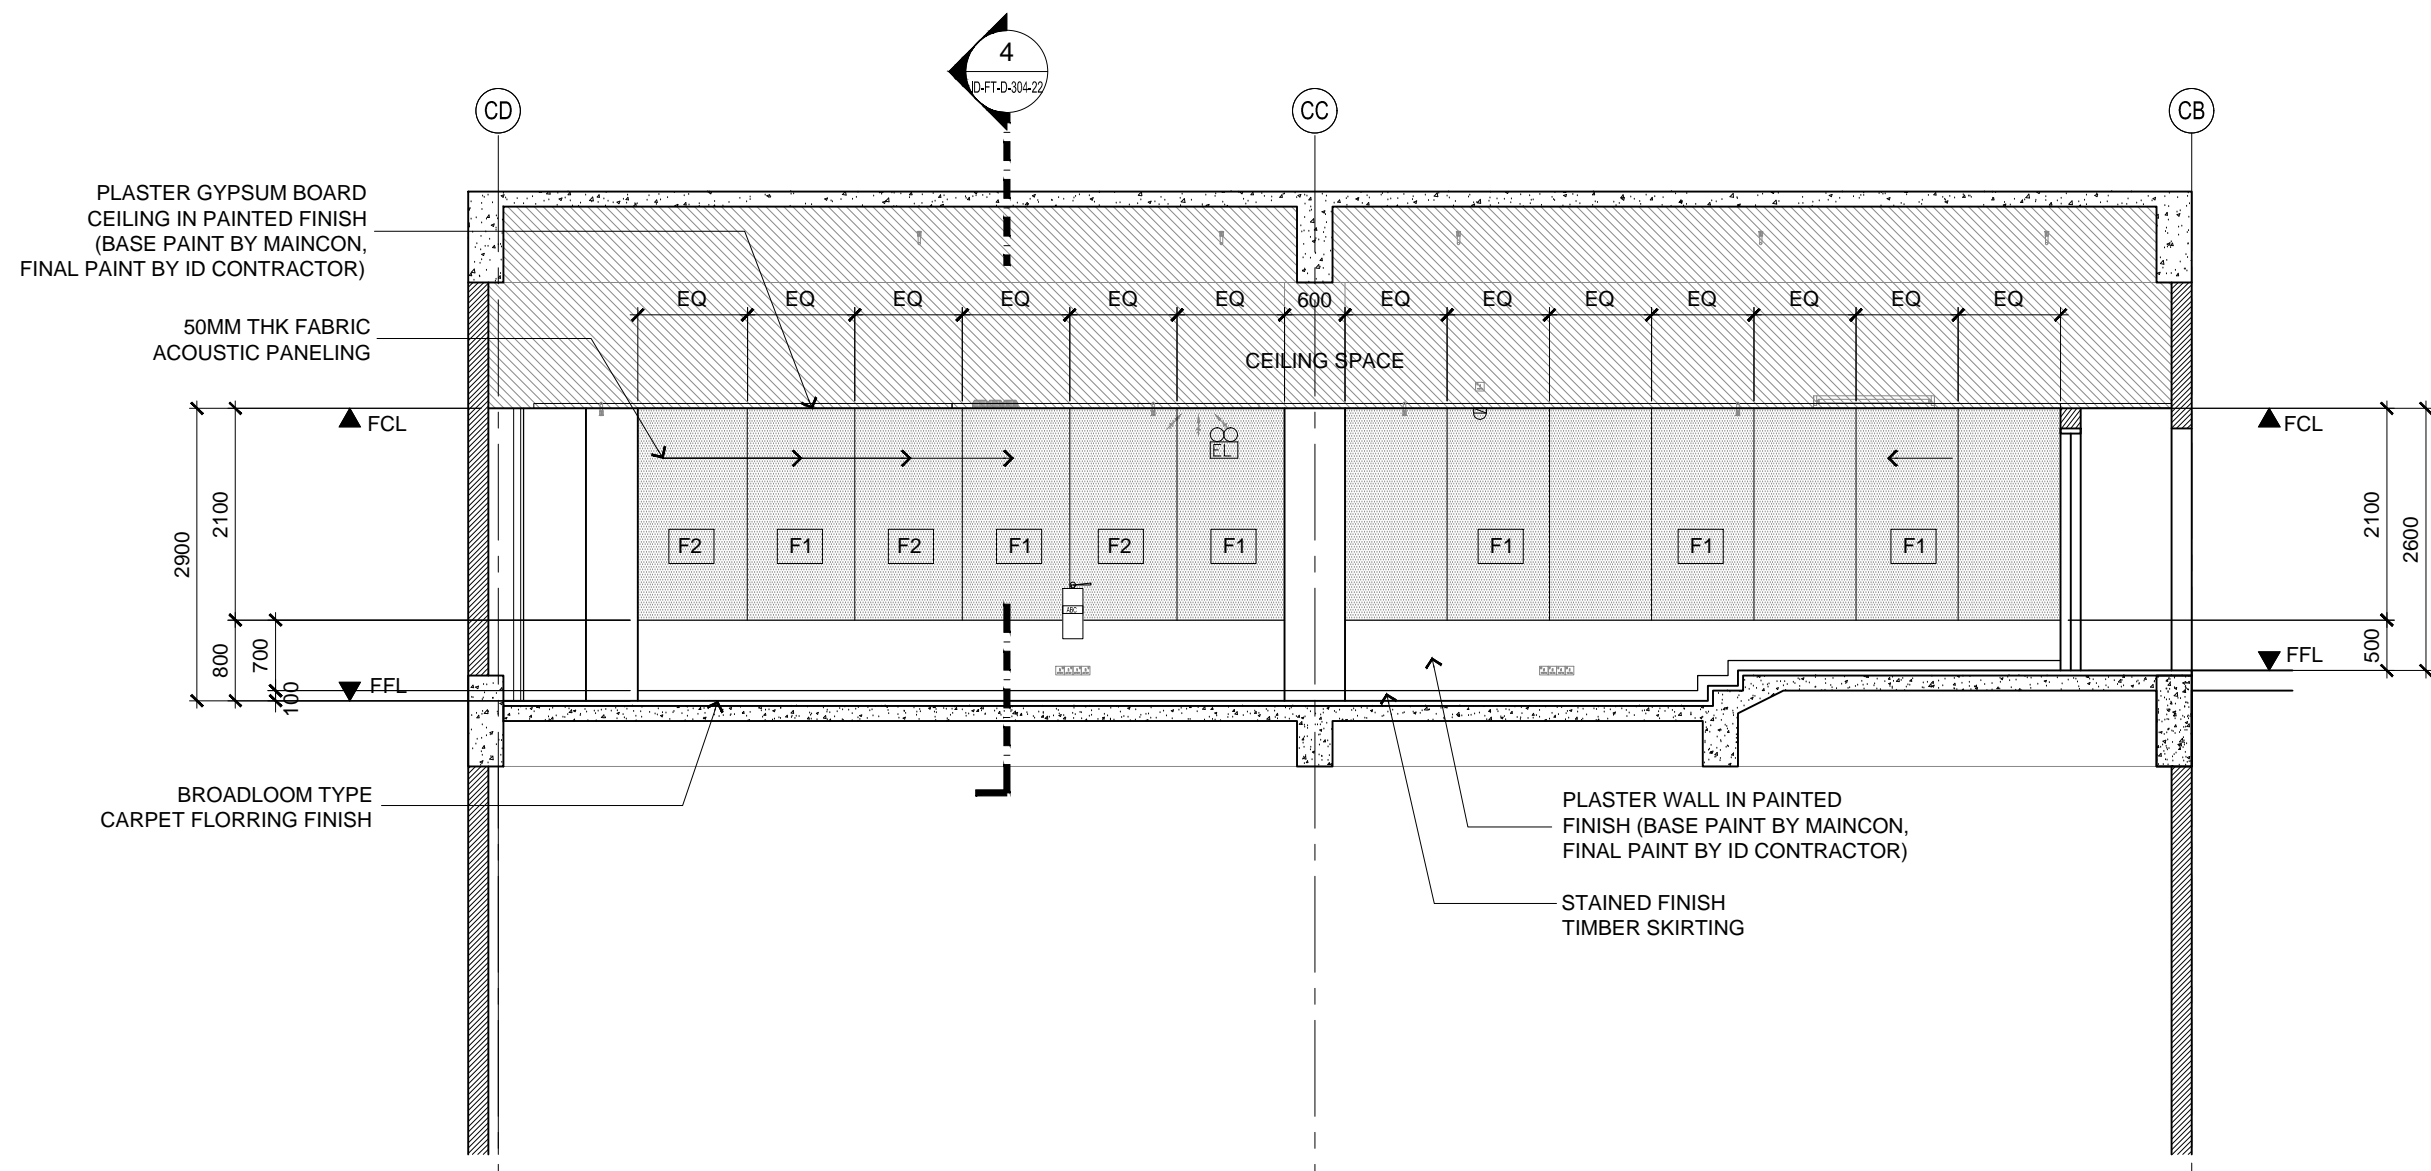 4
ID-FT-D-304-22
CD
CC
CB
PLASTER GYPSUM BOARD
CEILING IN PAINTED FINISH
(BASE PAINT BY MAINCON,
FINAL PAINT BY ID CONTRACTOR)
EQ EQ EQ EQ EQ EQ 600 EQ EQ EQ EQ EQ EQ EQ
50MM THK FABRIC
ACOUSTIC PANELING
CEILING SPACE
FCL
FCL
EL
2900
2100
800
700
100
2100
2600
500
F2 F1 F2 F1 F2 F1 F1 F1 F1
ABC
FFL
FFL
BROADLOOM TYPE
CARPET FLORRING FINISH
PLASTER WALL IN PAINTED
FINISH (BASE PAINT BY MAINCON,
FINAL PAINT BY ID CONTRACTOR)
STAINED FINISH
TIMBER SKIRTING